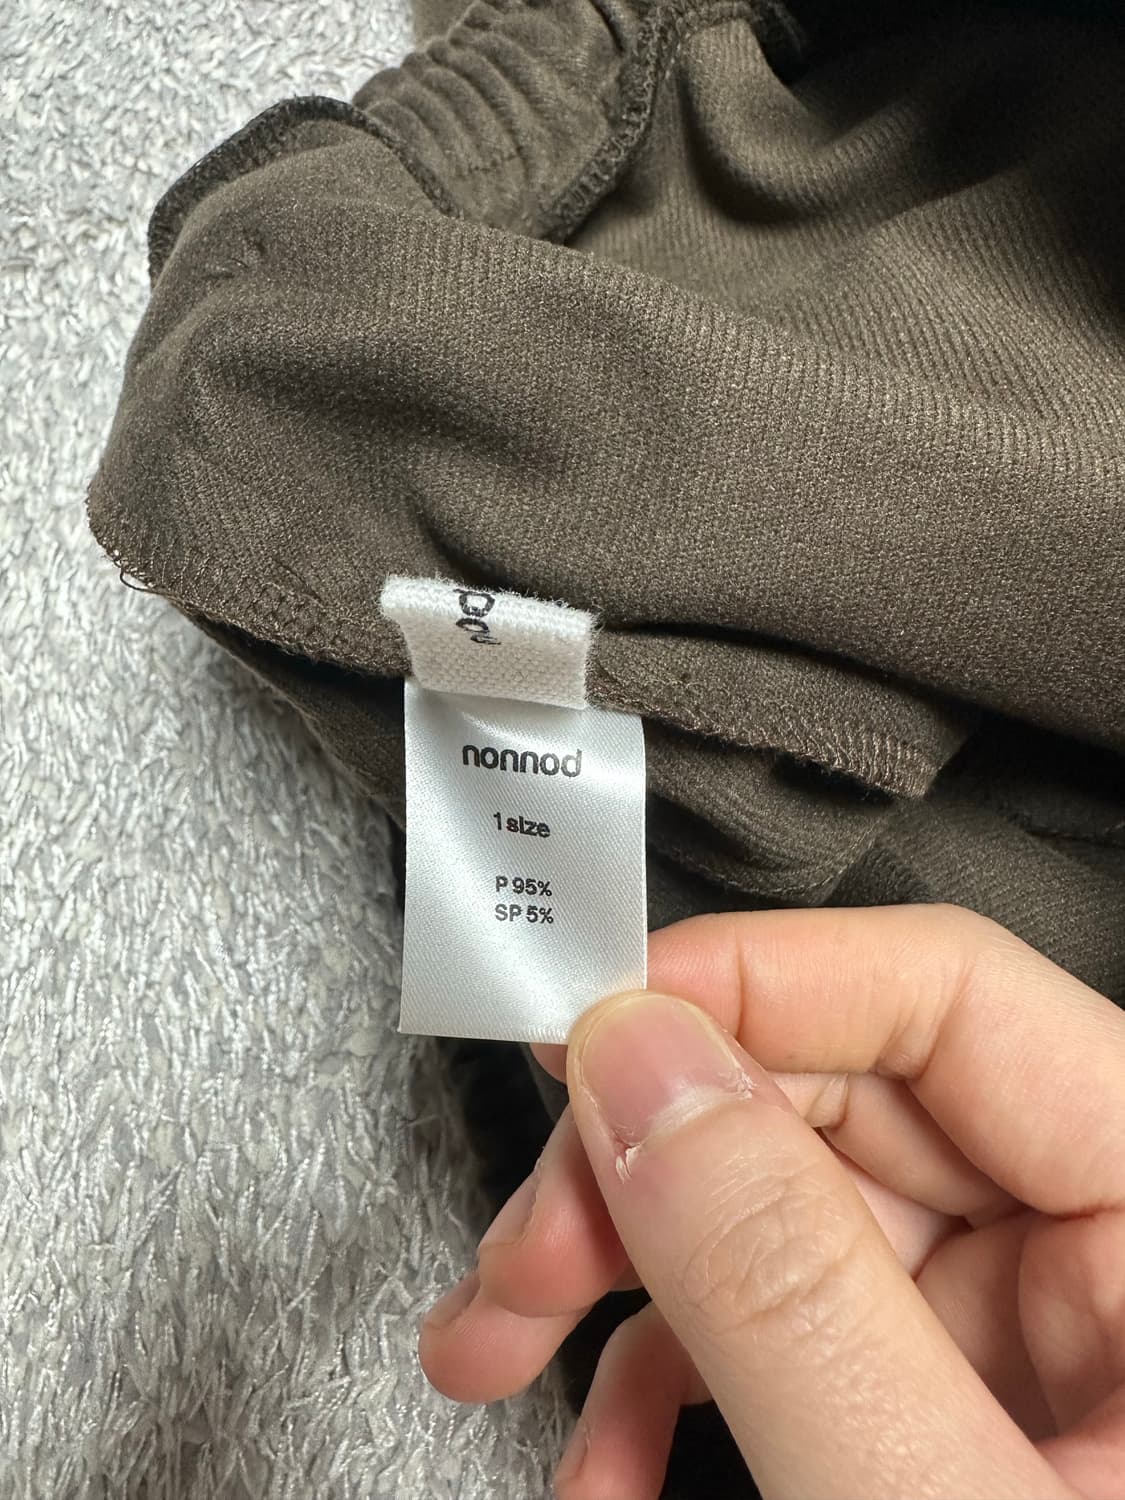 nonnod
1 size
P 95%
SP 5%